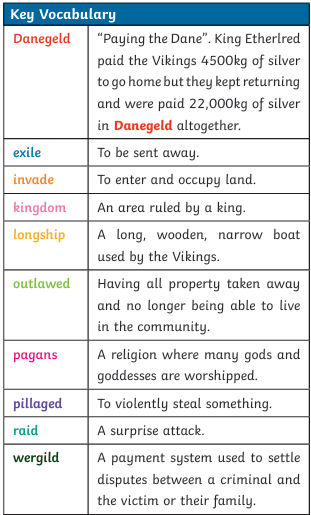 Key Vocabulary
Danegeld
“Paying the Dane”. King Etherlred
paid the Vikings 4500kg of silver
to go home but they kept returning
and were paid 22,000kg of silver
in Danegeld altogether.
exile
To be sent away.
invade
To enter and occupy land.
kingdom
An area ruled by a king.
longship
A long, wooden, narrow boat
used by the Vikings.
outlawed
Having all property taken away
and no longer being able to live
in the community.
pagans
A religion where many gods and
goddesses are worshipped.
pillaged
To violently steal something.
raid
A surprise attack.
wergild
A payment system used to settle
disputes between a criminal and
the victim or their family.